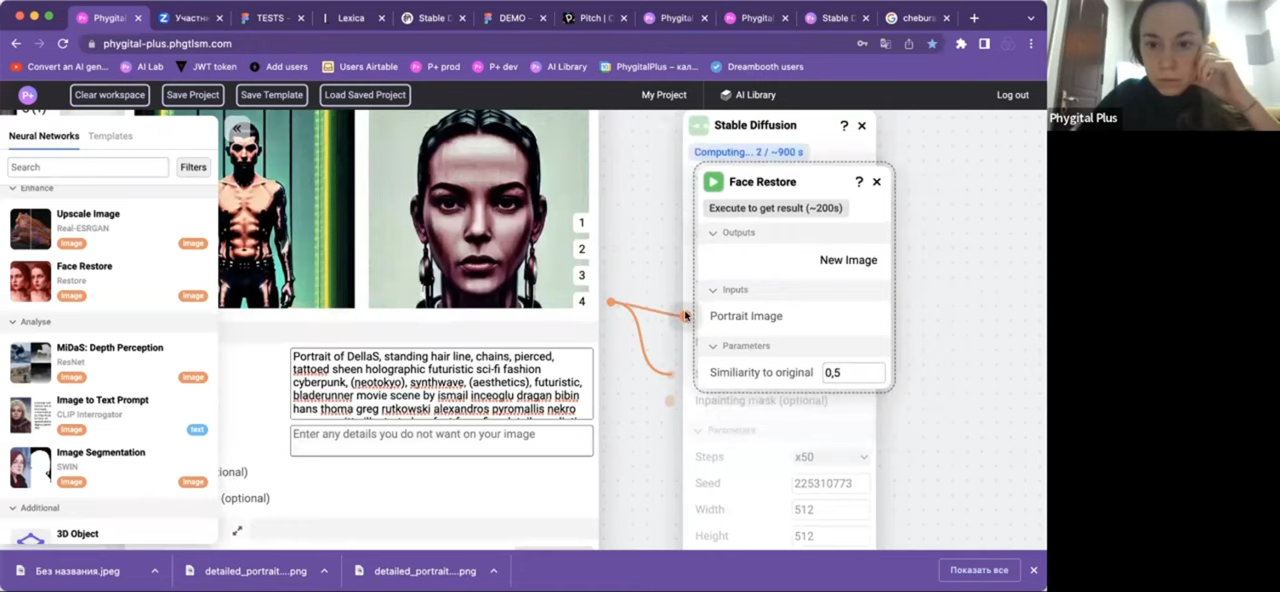 Phygital
Участни
TESTS -
Lexica
Stable D
DEMO -
Pitch | C
Phygital
Phygital
Stable D
chebura
phygital-plus.phgtlsm.com
Convert an AI gen...
AI Lab
JWT token
Add users
Users Airtable
P+ prod
P+ dev
AI Library
PhygitalPlus – кал...
Dreambooth users
P+
Clear workspace
Save Project
Save Template
Load Saved Project
My Project
AI Library
Log out
Phygital Plus
Neural Networks
Templates
Search
Filters
Enhance
Upscale Image
Real-ESRGAN
image
image
Face Restore
Restore
image
image
Analyse
MiDaS: Depth Perception
ResNet
image
image
Image to Text Prompt
CLIP Interrogator
image
text
Image Segmentation
SWIN
image
image
Additional
3D Object
1
2
3
4
Portrait of DellaS, standing hair line, chains, pierced,
tattoed sheen holographic futuristic sci-fi fashion
cyberpunk, (neotokyo), synthwave, (aesthetics), futuristic,
bladerunner movie scene by ismail inceoglu dragan bibin
hans thoma greg rutkowski alexandros pyromallis nekro
Enter any details you do not want on your image
ional)
(optional)
Stable Diffusion
?
Computing... 2 / ~900 s
Face Restore
?
Execute to get result (~200s)
Outputs
New Image
Inputs
Portrait Image
Parameters
Similiarity to original
0,5
Inpainting mask (optional)
Parameters
Steps
x50
Seed
225310773
Width
512
Height
512
Без названия.jpeg
detailed_portrait....png
detailed_portrait....png
Показать все